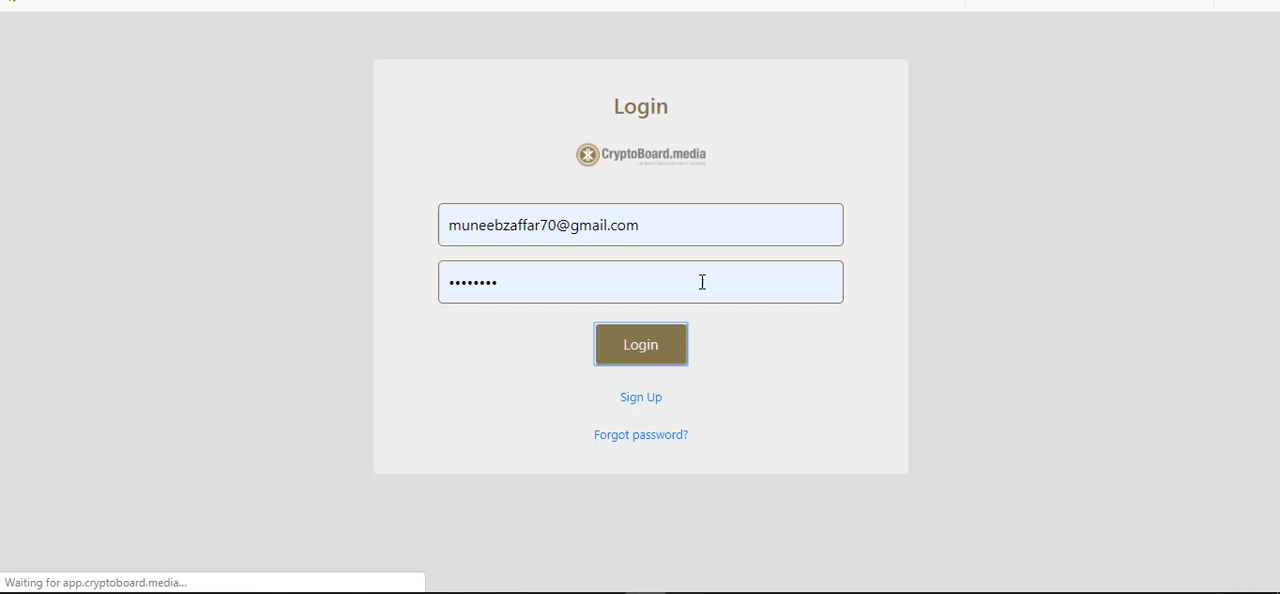 Login
CryptoBoard.media
muneebzaffar70@gmail.com
••••••••
Login
Sign Up
Forgot password?
Waiting for app.cryptoboard.media...